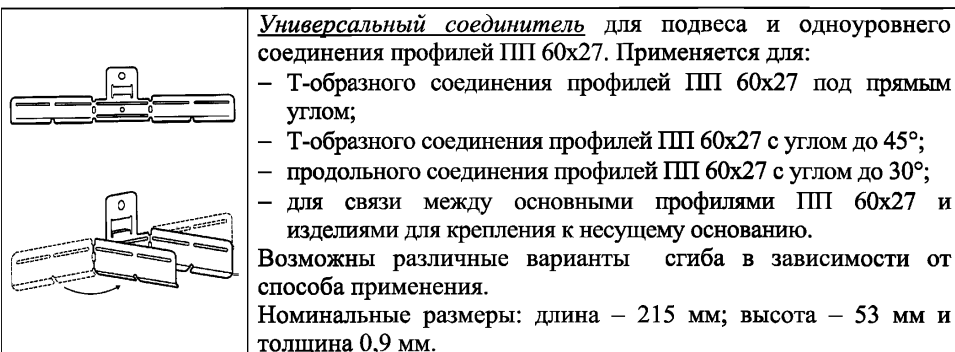 Универсальный соединитель для подвеса и одноуровнего
соединения профилей ПП 60х27. Применяется для:
– Т-образного соединения профилей ПП 60х27 под прямым
углом;
– Т-образного соединения профилей ПП 60х27 с углом до 45°;
– продольного соединения профилей ПП 60х27 с углом до 30°;
– для связи между основными профилями ПП 60х27 и
изделиями для крепления к несущему основанию.
Возможны различные варианты сгиба в зависимости от
способа применения.
Номинальные размеры: длина – 215 мм; высота – 53 мм и
толщина 0,9 мм.